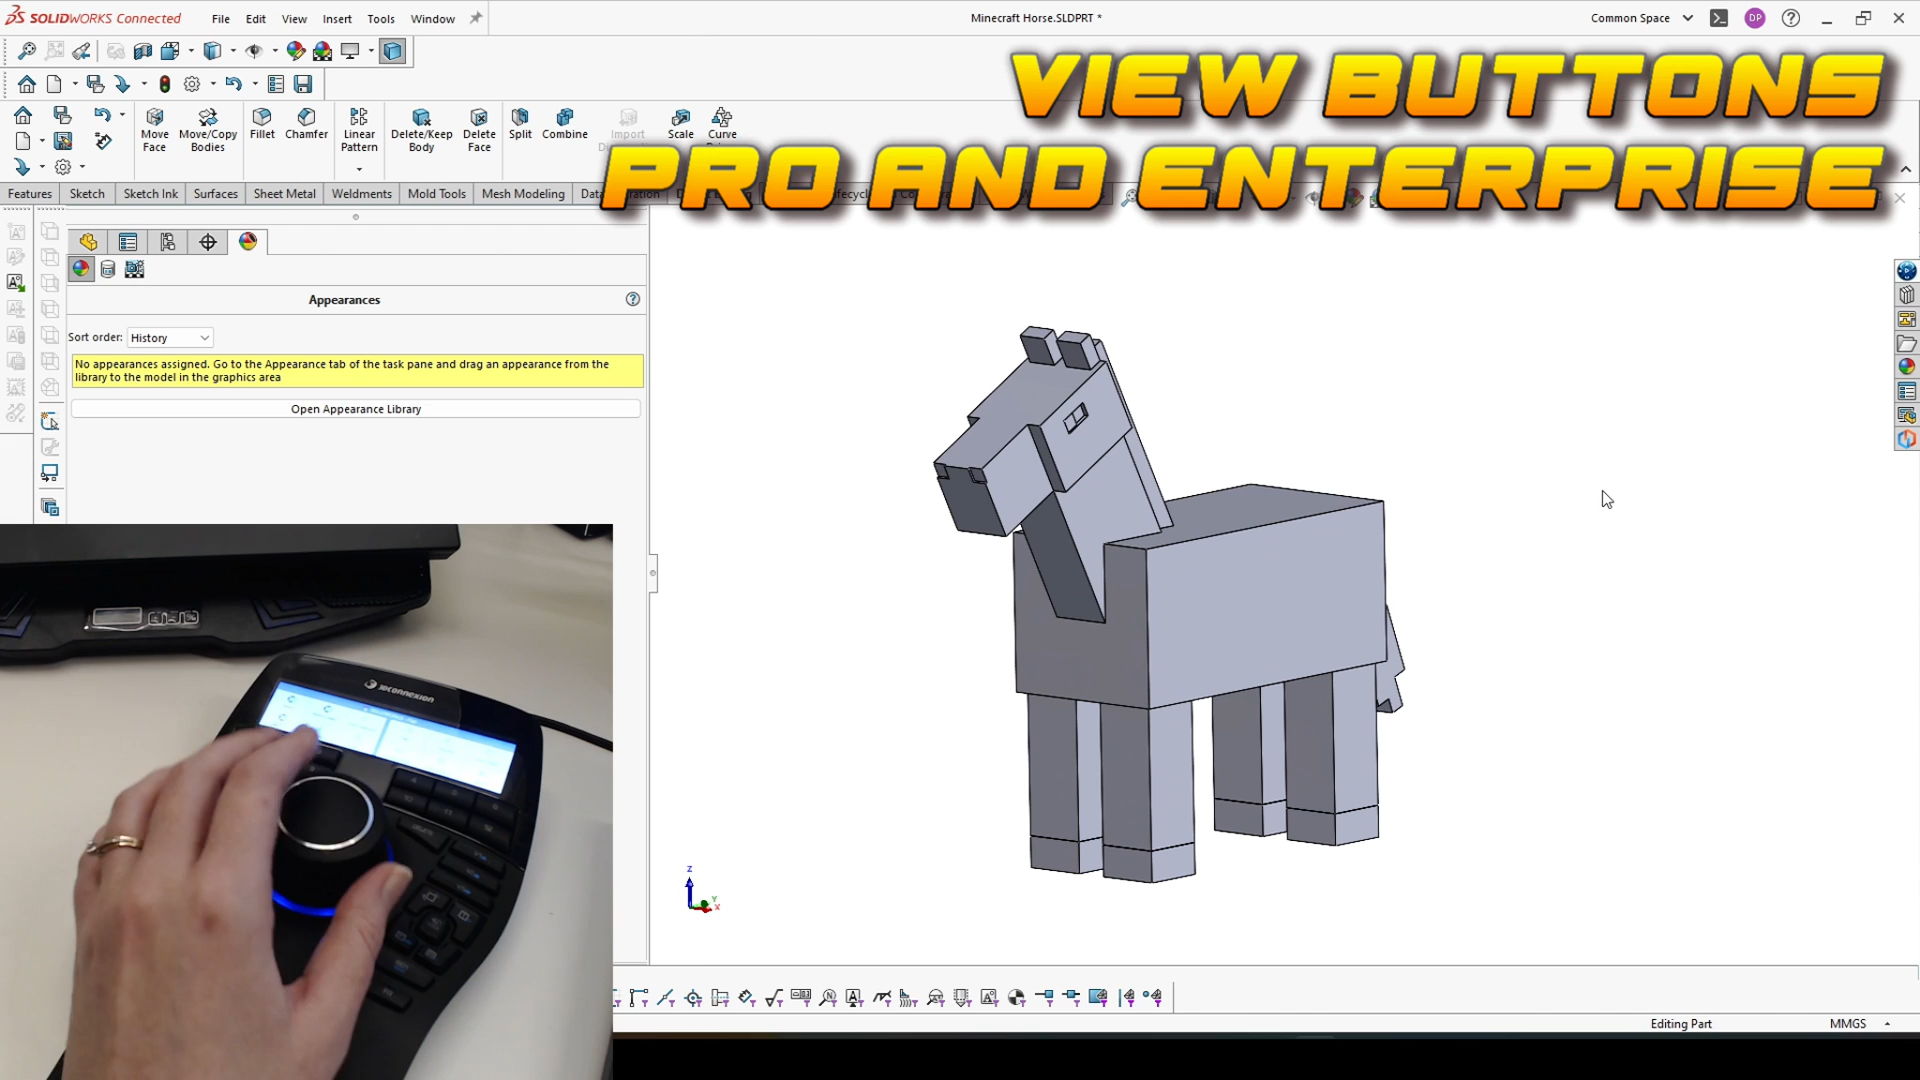 SOLIDWORKS Connected
File Edit View Insert Tools Window
Minecraft Horse.SLDPRT *
Common Space
DP
VIEW BUTTONS
PRO AND ENTERPRISE
Move Face
Move/Copy Bodies
Fillet
Chamfer
Linear Pattern
Delete/Keep Body
Delete Face
Split
Combine
Import
Scale
Curve
Features Sketch Sketch Ink Surfaces Sheet Metal Weldments Mold Tools Mesh Modeling
Appearances
Sort order: History
No appearances assigned. Go to the Appearance tab of the task pane and drag an appearance from the
library to the model in the graphics area
Open Appearance Library
3Dconnexion
Z
Y
X
Editing Part
MMGS